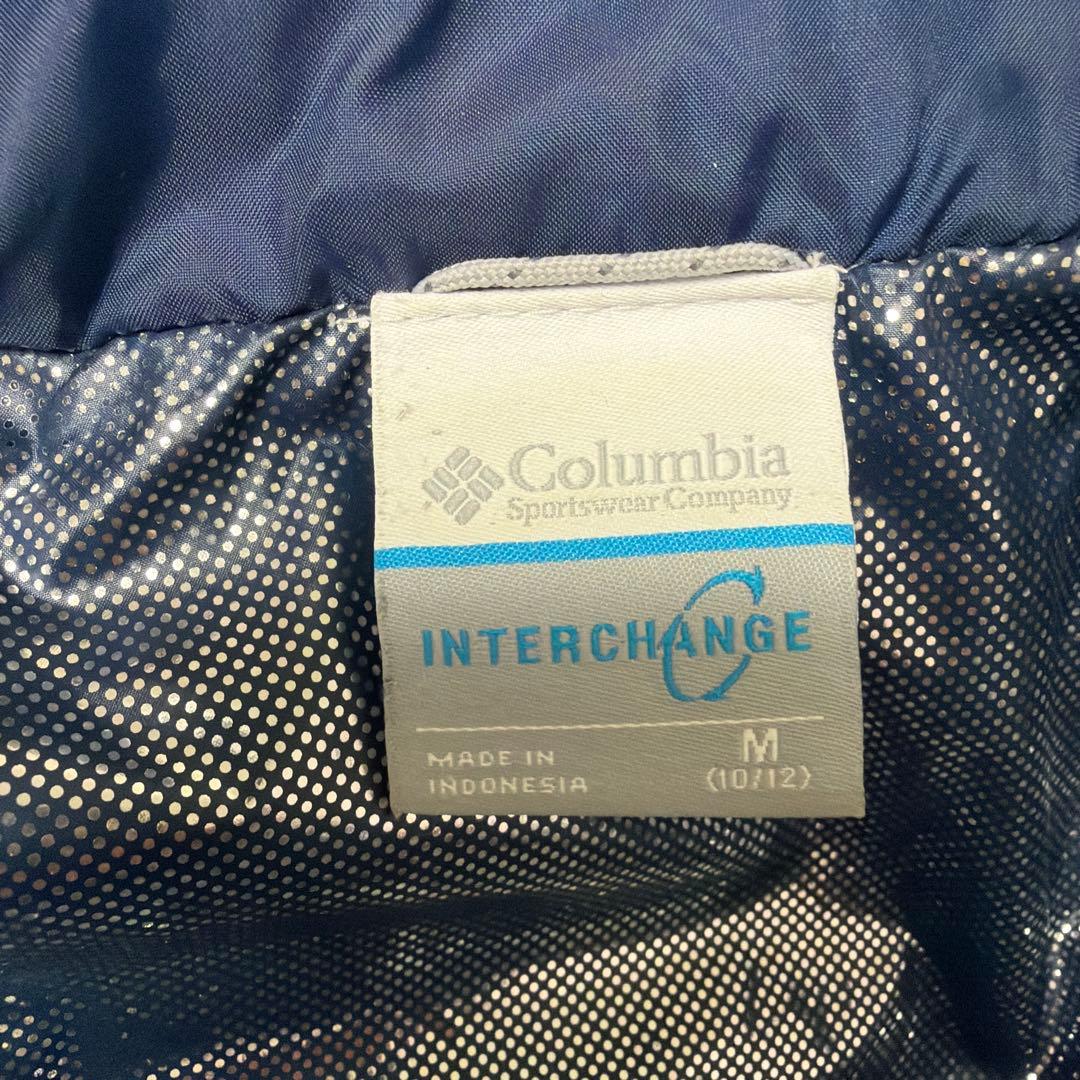 Columbia
Sportswear Company
INTERCHANGE
MADE IN
INDONESIA
M
(10/12)